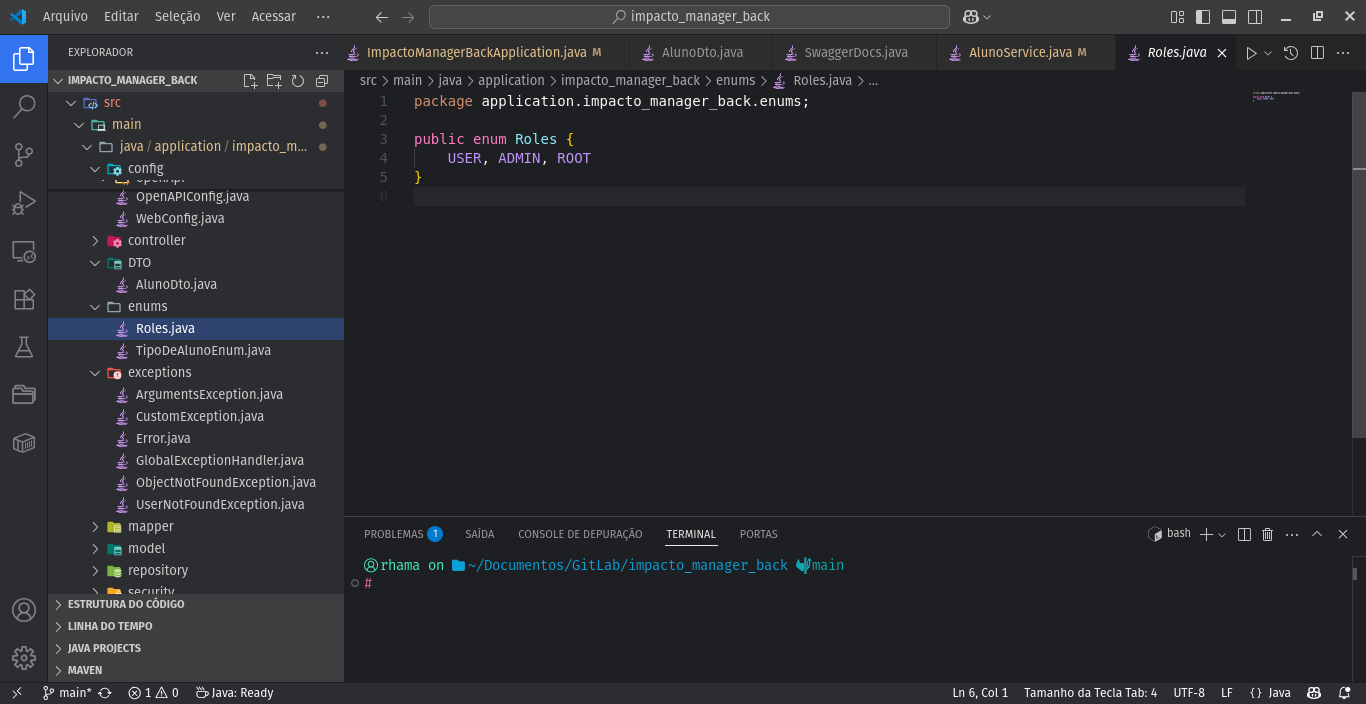 Arquivo Editar Seleção Ver Acessar ··· impacto_manager_back
EXPLORADOR ···
IMPACTO_MANAGER_BACK
src
main
java / application / impacto_m...
config
openApi
OpenAPIConfig.java
WebConfig.java
controller
DTO
AlunoDto.java
enums
Roles.java
TipoDeAlunoEnum.java
exceptions
ArgumentsException.java
CustomException.java
Error.java
GlobalExceptionHandler.java
ObjectNotFoundException.java
UserNotFoundException.java
mapper
model
repository
security
ESTRUTURA DO CÓDIGO
LINHA DO TEMPO
JAVA PROJECTS
MAVEN
ImpactoManagerBackApplication.java M AlunoDto.java SwaggerDocs.java AlunoService.java M Roles.java
src > main > java > application > impacto_manager_back > enums > Roles.java > ...
1 package application.impacto_manager_back.enums;
2
3 public enum Roles {
4 USER, ADMIN, ROOT
5 }
6
PROBLEMAS 1 SAÍDA CONSOLE DE DEPURAÇÃO TERMINAL PORTAS bash
rhama on ~/Documentos/GitLab/impacto_manager_back main
#
main* 1 0 Java: Ready Ln 6, Col 1 Tamanho da Tecla Tab: 4 UTF-8 LF {} Java